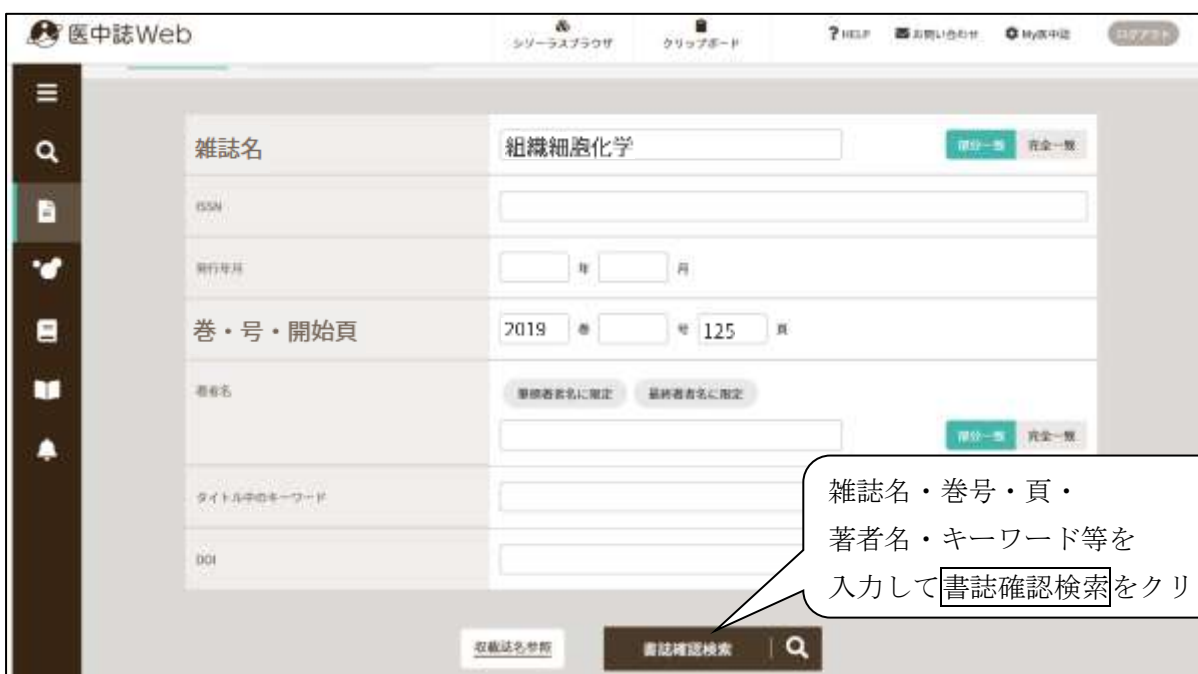 医中誌Web
シソーラスブラウザ
クリップボード
?HELP
お問い合わせ
My医中誌
ログアウト
雑誌名
組織細胞化学
部分一致
完全一致
ISSN
発行年月
年
月
巻・号・開始頁
2019 巻 号 125 頁
著者名
筆頭著者名に限定
最終著者名に限定
部分一致
完全一致
タイトル中のキーワード
DOI
雑誌名・巻号・頁・
著者名・キーワード等を
入力して書誌確認検索をクリ
収載誌名参照
書誌確認検索